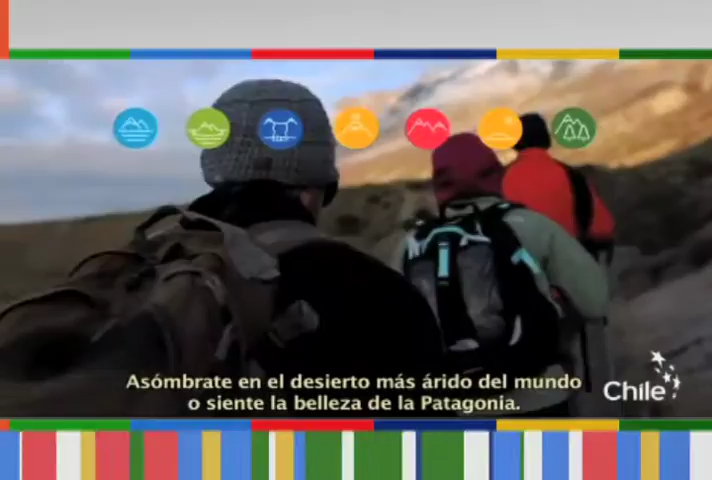 Asómbrate en el desierto más árido del mundo
o siente la belleza de la Patagonia.
Chile